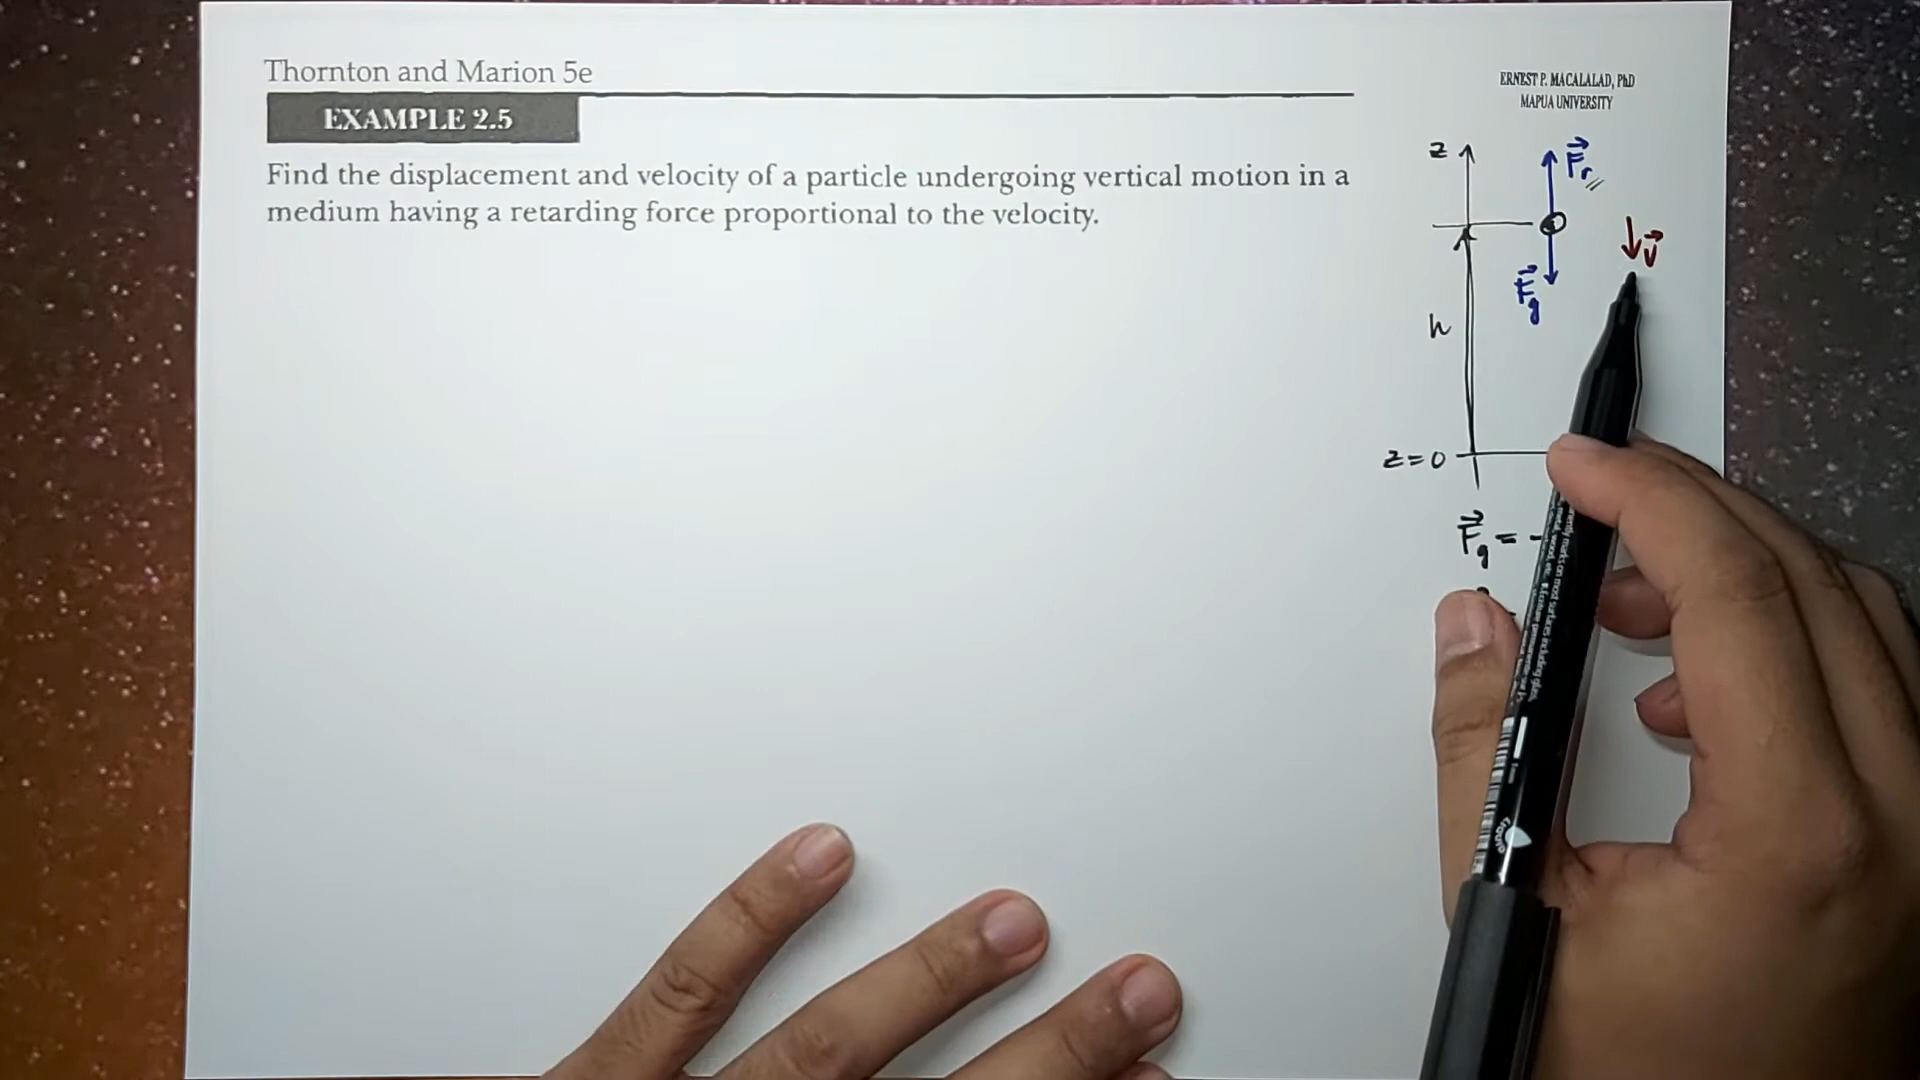 Thornton and Marion 5e
ERNEST P. MACALALAD, PhD
MAPUA UNIVERSITY
EXAMPLE 2.5
Find the displacement and velocity of a particle undergoing vertical motion in a
medium having a retarding force proportional to the velocity.
z
F⃗r
v⃗
F⃗g
h
z=0
F⃗g = -